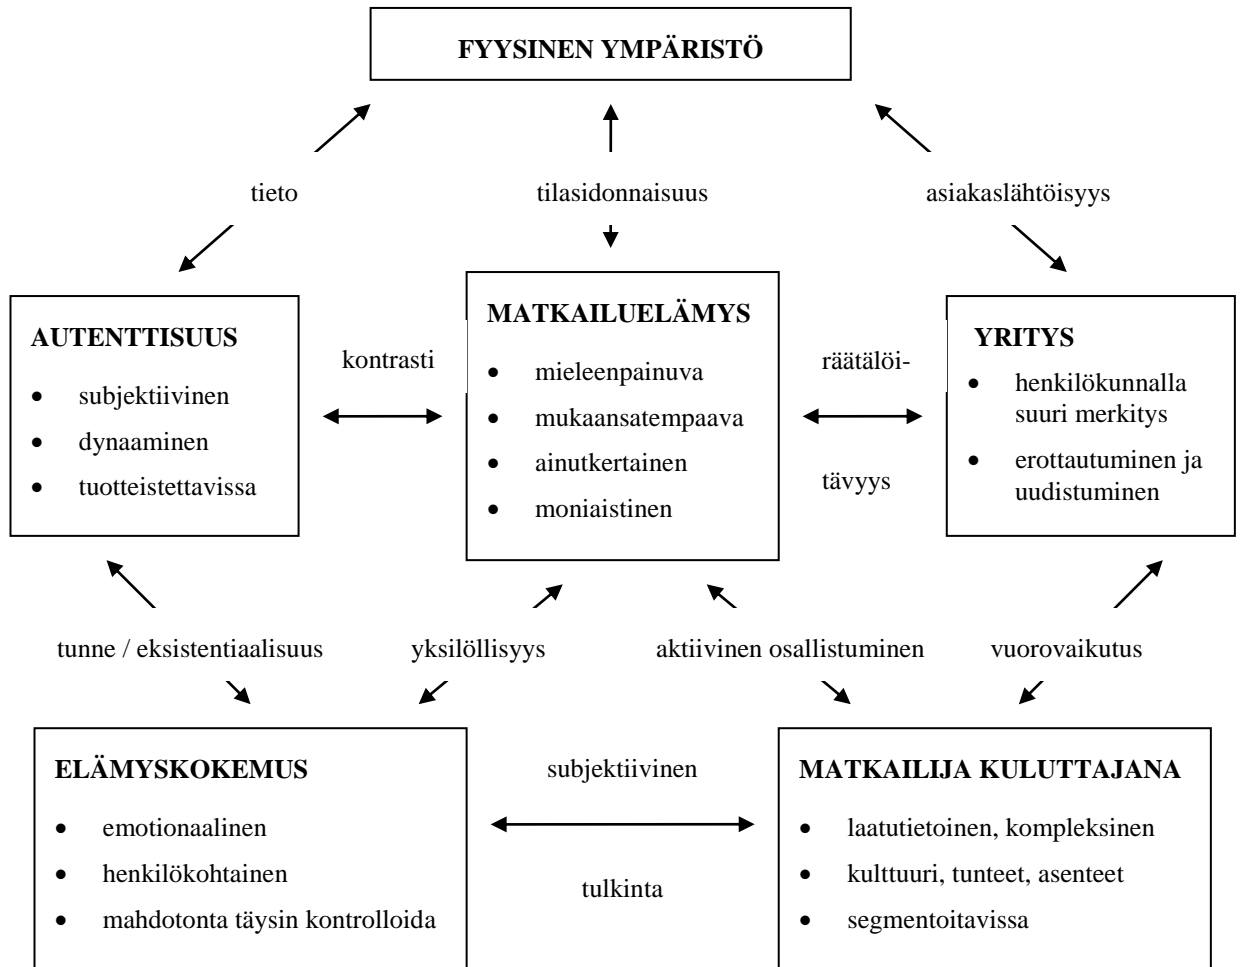 FYYSINEN YMPÄRISTÖ
tieto
tilasidonnaisuus
asiakaslähtöisyys
AUTENTTISUUS
• subjektiivinen
• dynaaminen
• tuotteistettavissa
kontrasti
MATKAILUELÄMYS
• mieleenpainuva
• mukaansatempaava
• ainutkertainen
• moniaistinen
räätälöi-
tävyys
YRITYS
• henkilökunnalla
suuri merkitys
• erottautuminen ja
uudistuminen
tunne / eksistentiaalisuus
yksilöllisyys
aktiivinen osallistuminen
vuorovaikutus
ELÄMYSKOKEMUS
• emotionaalinen
• henkilökohtainen
• mahdotonta täysin kontrolloida
subjektiivinen
tulkinta
MATKAILIJA KULUTTAJANA
• laatutietoinen, kompleksinen
• kulttuuri, tunteet, asenteet
• segmentoitavissa